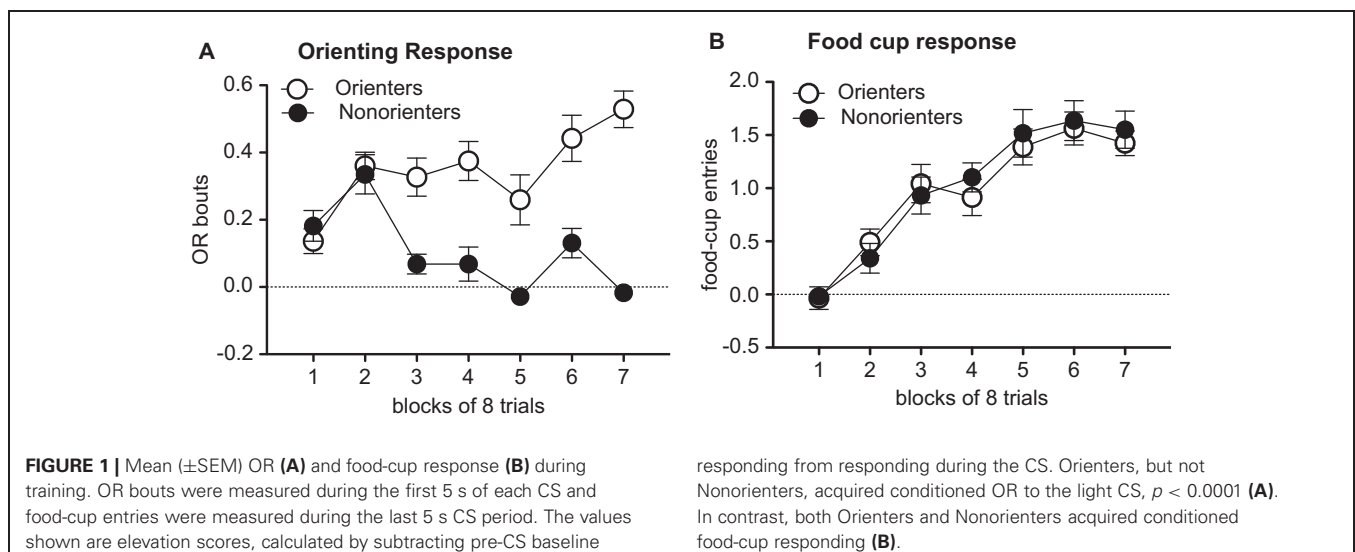 A Orienting Response
0.6
0.4
0.2
0.0
-0.2
OR bouts
Orienters
Nonorienters
1 2 3 4 5 6 7
blocks of 8 trials
B Food cup response
2.0
1.5
1.0
0.5
0.0
-0.5
food-cup entries
Orienters
Nonorienters
1 2 3 4 5 6 7
blocks of 8 trials
FIGURE 1 | Mean (±SEM) OR (A) and food-cup response (B) during
training. OR bouts were measured during the first 5 s of each CS and
food-cup entries were measured during the last 5 s CS period. The values
shown are elevation scores, calculated by subtracting pre-CS baseline
responding from responding during the CS. Orienters, but not
Nonorienters, acquired conditioned OR to the light CS, p < 0.0001 (A).
In contrast, both Orienters and Nonorienters acquired conditioned
food-cup responding (B).